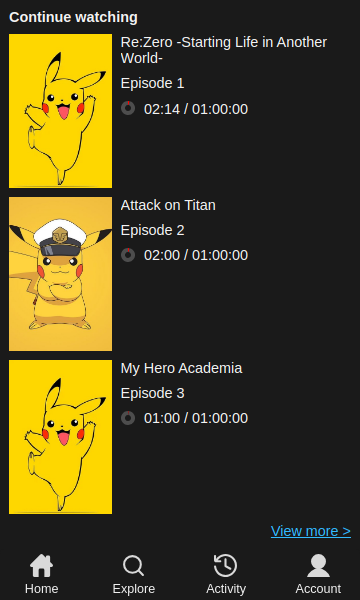 Continue watching
Re:Zero -Starting Life in Another
World-
Episode 1
02:14 / 01:00:00
Attack on Titan
Episode 2
02:00 / 01:00:00
My Hero Academia
Episode 3
01:00 / 01:00:00
View more >
Home Explore Activity Account